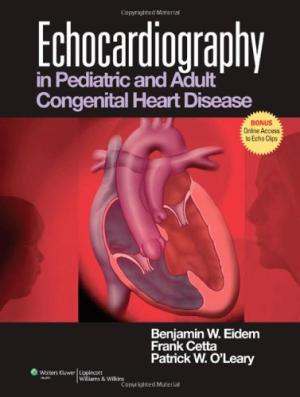 Echocardiography
in Pediatric and Adult
Congenital Heart Disease
BONUS
Online Access
to Echo Clips
Benjamin W. Eidem
Frank Cetta
Patrick W. O'Leary
Wolters Kluwer
Lippincott
Williams & Wilkins